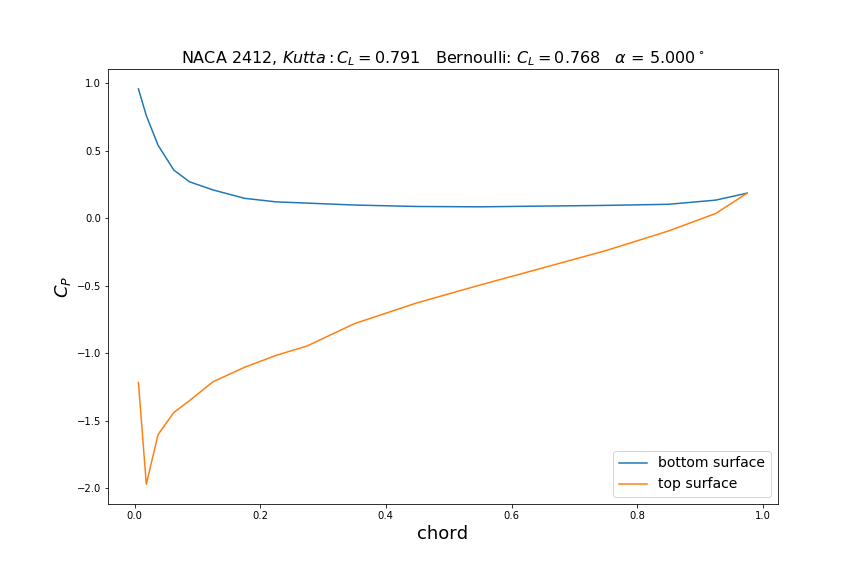 NACA 2412, Kutta : C_L = 0.791 Bernoulli: C_L = 0.768 α = 5.000°
1.0
0.5
0.0
−0.5
−1.0
−1.5
−2.0
C_P
bottom surface
top surface
0.0 0.2 0.4 0.6 0.8 1.0
chord